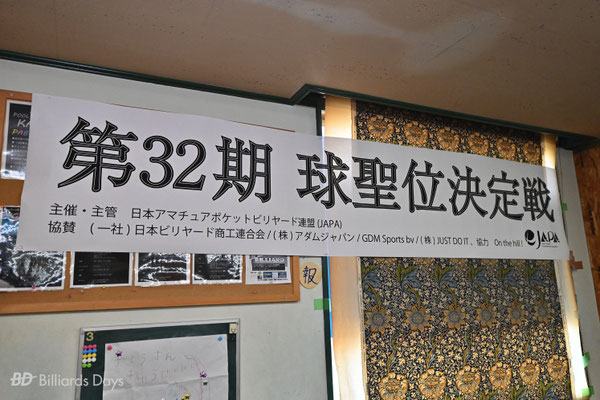 第32期 球聖位決定戦
主催・主管 日本アマチュアポケットビリヤード連盟(JAPA)
協賛 (一社)日本ビリヤード商工連合会/(株)アダムジャパン/GDM Sports bv/(株)JUST DO IT 、協力 On the hill !
JAPA
報
3
BD Billiards Days